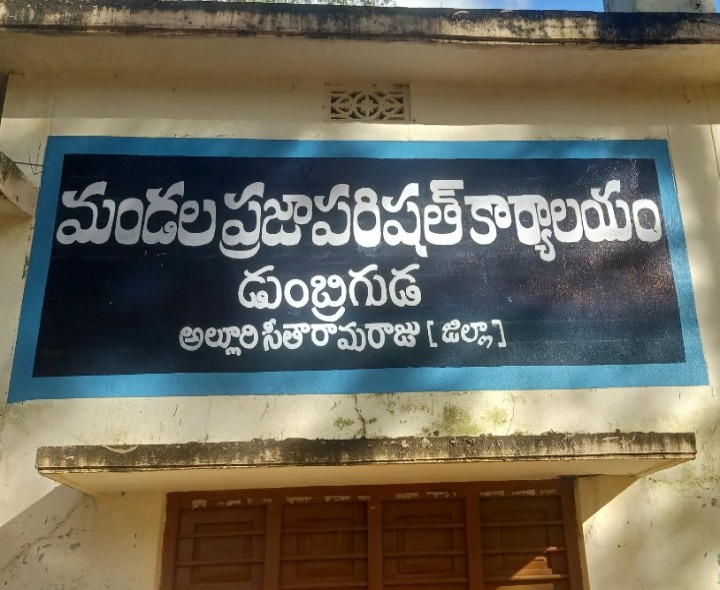 మండల ప్రజా పరిషత్ కార్యాలయం
డుంబ్రిగుడ
అల్లూరి సీతారామరాజు [ జిల్లా ]